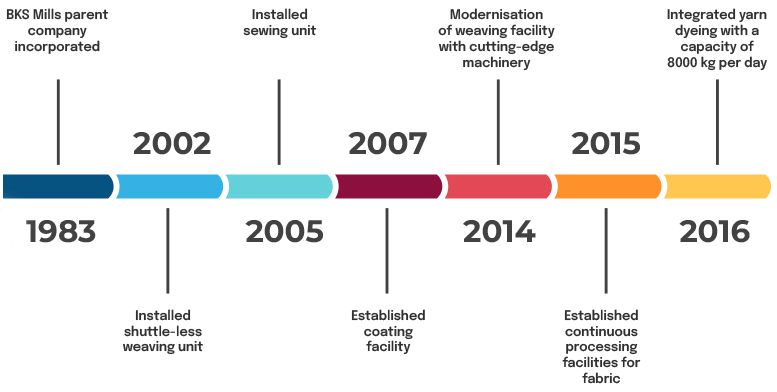 BKS Mills parent
company
incorporated
1983
2002
Installed
shuttle-less
weaving unit
Installed
sewing unit
2005
2007
Established
coating
facility
Modernisation
of weaving facility
with cutting-edge
machinery
2014
2015
Established
continuous
processing
facilities for
fabric
Integrated yarn
dyeing with a
capacity of
8000 kg per day
2016